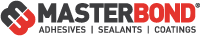 MASTERBOND®
ADHESIVES | SEALANTS | COATINGS